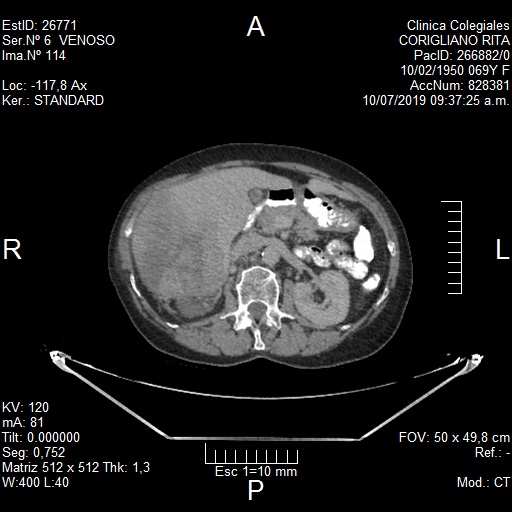 EstID: 26771
Ser.Nº 6 VENOSO
Ima.Nº 114
Loc: -117,8 Ax
Ker.: STANDARD
A
Clinica Colegiales
CORIGLIANO RITA
PacID: 266882/0
10/02/1950 069Y F
AccNum: 828381
10/07/2019 09:37:25 a.m.
R
L
KV: 120
mA: 81
Tilt: 0.000000
Seg: 0,752
Matriz 512 x 512 Thk: 1,3
W:400 L:40
Esc 1=10 mm
P
FOV: 50 x 49,8 cm
Ref.: -
Mod.: CT